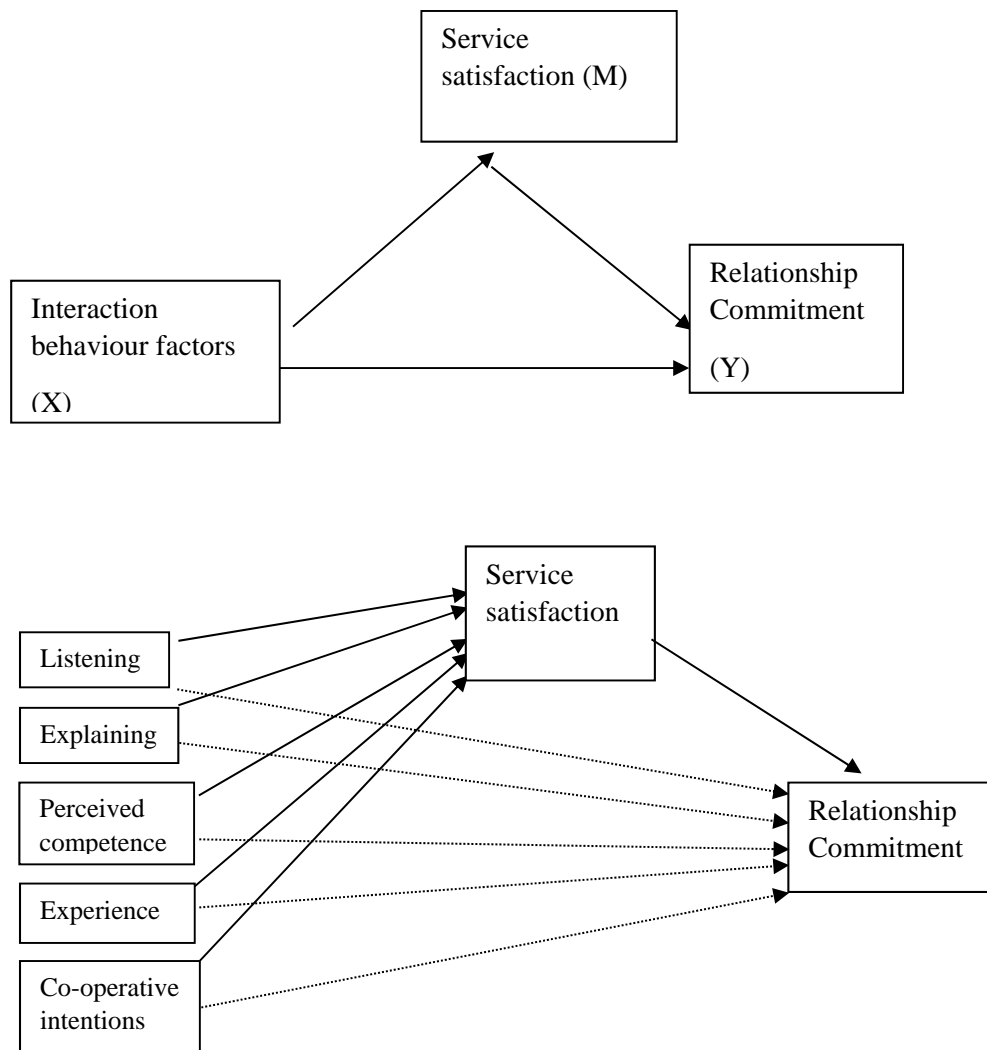 Service
satisfaction (M)
Relationship
Commitment
(Y)
Interaction
behaviour factors
(X)
Service
satisfaction
Listening
Explaining
Perceived
competence
Experience
Co-operative
intentions
Relationship
Commitment